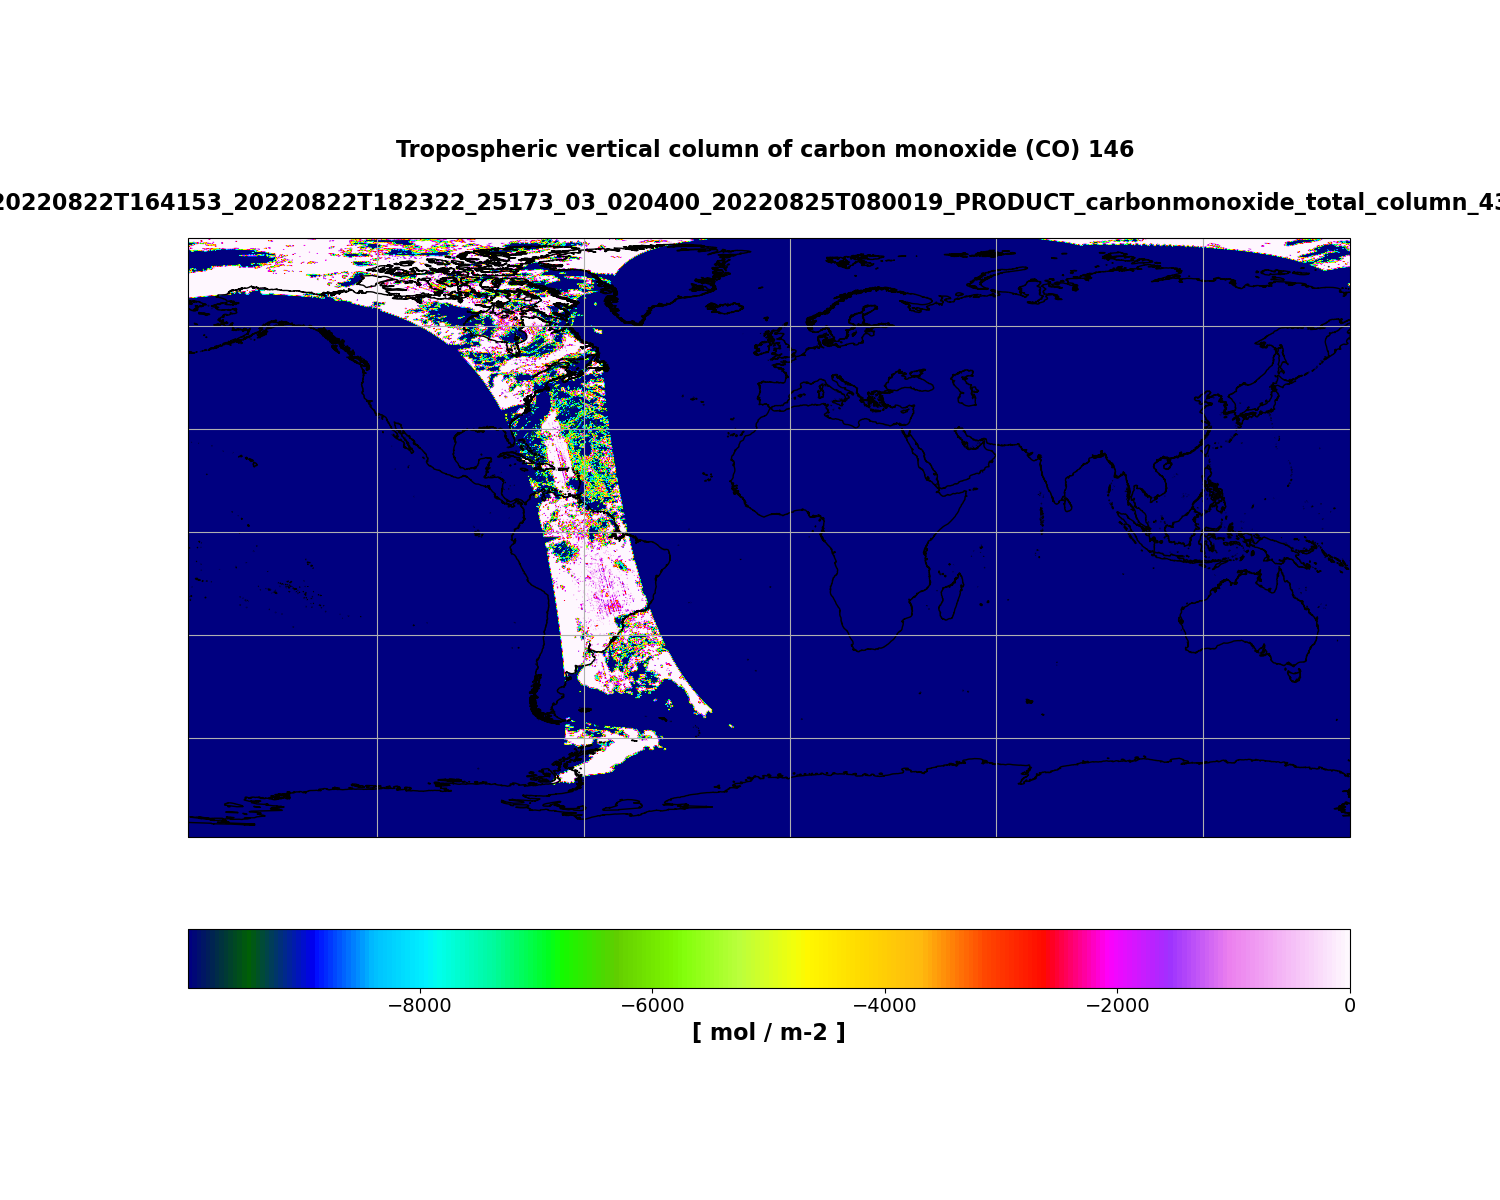 Tropospheric vertical column of carbon monoxide (CO) 146
20220822T164153_20220822T182322_25173_03_020400_20220825T080019_PRODUCT_carbonmonoxide_total_column_43
−8000 −6000 −4000 −2000 0
[ mol / m-2 ]